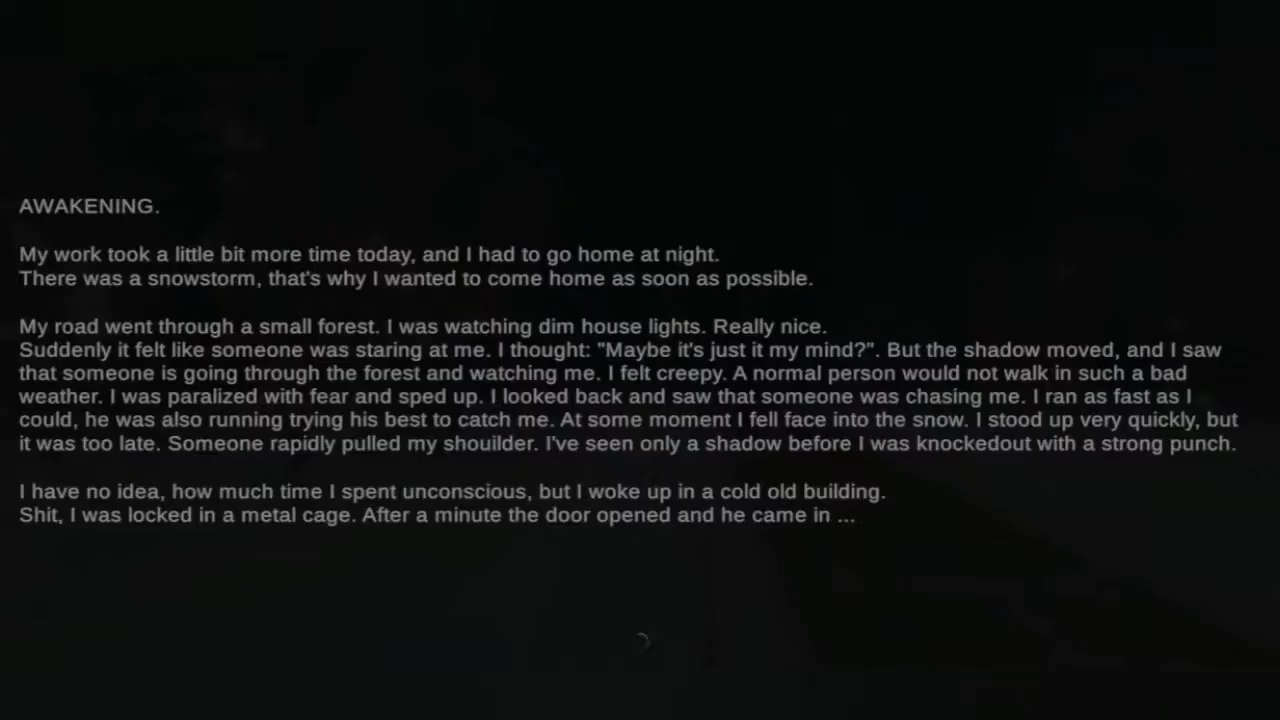 AWAKENING.
My work took a little bit more time today, and I had to go home at night.
There was a snowstorm, that's why I wanted to come home as soon as possible.
My road went through a small forest. I was watching dim house lights. Really nice.
Suddenly it felt like someone was staring at me. I thought: "Maybe it's just it my mind?". But the shadow moved, and I saw
that someone is going through the forest and watching me. I felt creepy. A normal person would not walk in such a bad
weather. I was paralized with fear and sped up. I looked back and saw that someone was chasing me. I ran as fast as I
could, he was also running trying his best to catch me. At some moment I fell face into the snow. I stood up very quickly, but
it was too late. Someone rapidly pulled my shouilder. I've seen only a shadow before I was knockedout with a strong punch.
I have no idea, how much time I spent unconscious, but I woke up in a cold old building.
Shit, I was locked in a metal cage. After a minute the door opened and he came in ...